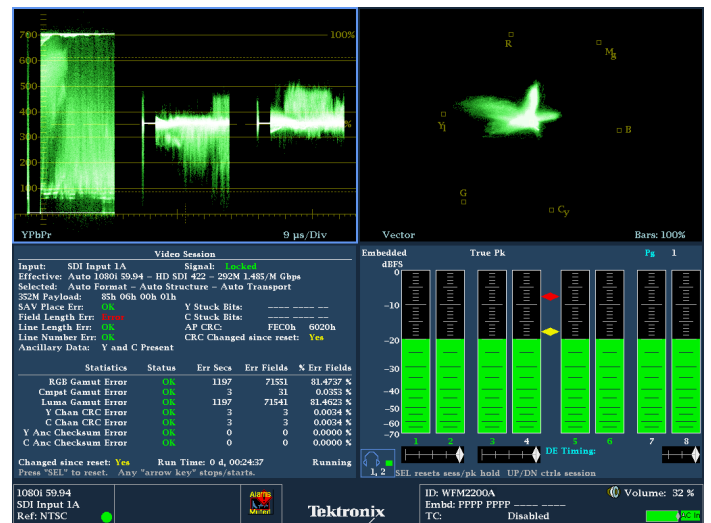 700
100%
600
500
400
%
300
200
100
YPbPr
9 µs/Div
R
Mg
Yl
B
G
Cy
Vector
Bars: 100%
Video Session
Input: SDI Input 1A Signal: Locked
Effective: Auto 1080i 59.94 - HD SDI 422 - 292M 1.485/M Gbps
Selected: Auto Format - Auto Structure - Auto Transport
352M Payload: 85h 06h 00h 01h
SAV Place Err: OK Y Stuck Bits: ---- ---- --
Field Length Err: Error C Stuck Bits: ---- ---- --
Line Length Err: OK AP CRC: FEC0h 6020h
Line Number Err: OK CRC Changed since reset: Yes
Ancillary Data: Y and C Present
Statistics Status Err Secs Err Fields % Err Fields
RGB Gamut Error OK 1197 71551 81.4737 %
Cmpst Gamut Error OK 3 31 0.0353 %
Luma Gamut Error OK 1197 71541 81.4623 %
Y Chan CRC Error OK 3 3 0.0034 %
C Chan CRC Error OK 3 3 0.0034 %
Y Anc Checksum Error OK 0 0 0.0000 %
C Anc Checksum Error OK 0 0 0.0000 %
Changed since reset: Yes Run Time: 0 d, 00:24:37 Running
Press "SEL" to reset. Any "arrow key" stops/starts.
Embedded True Pk Pg 1
dBFS
0
-10
-20
-30
-40
-50
-60
-70
1 2 3 4 5 6 7 8
DE Timing:
1, 2
SEL resets sess/pk hold UP/DN ctrls session
1080i 59.94
SDI Input 1A
Ref: NTSC
Alarms
Muted
Tektronix
ID: WFM2200A
Volume: 32 %
Embd: PPPP PPPP ---- ----
TC: Disabled
AC In